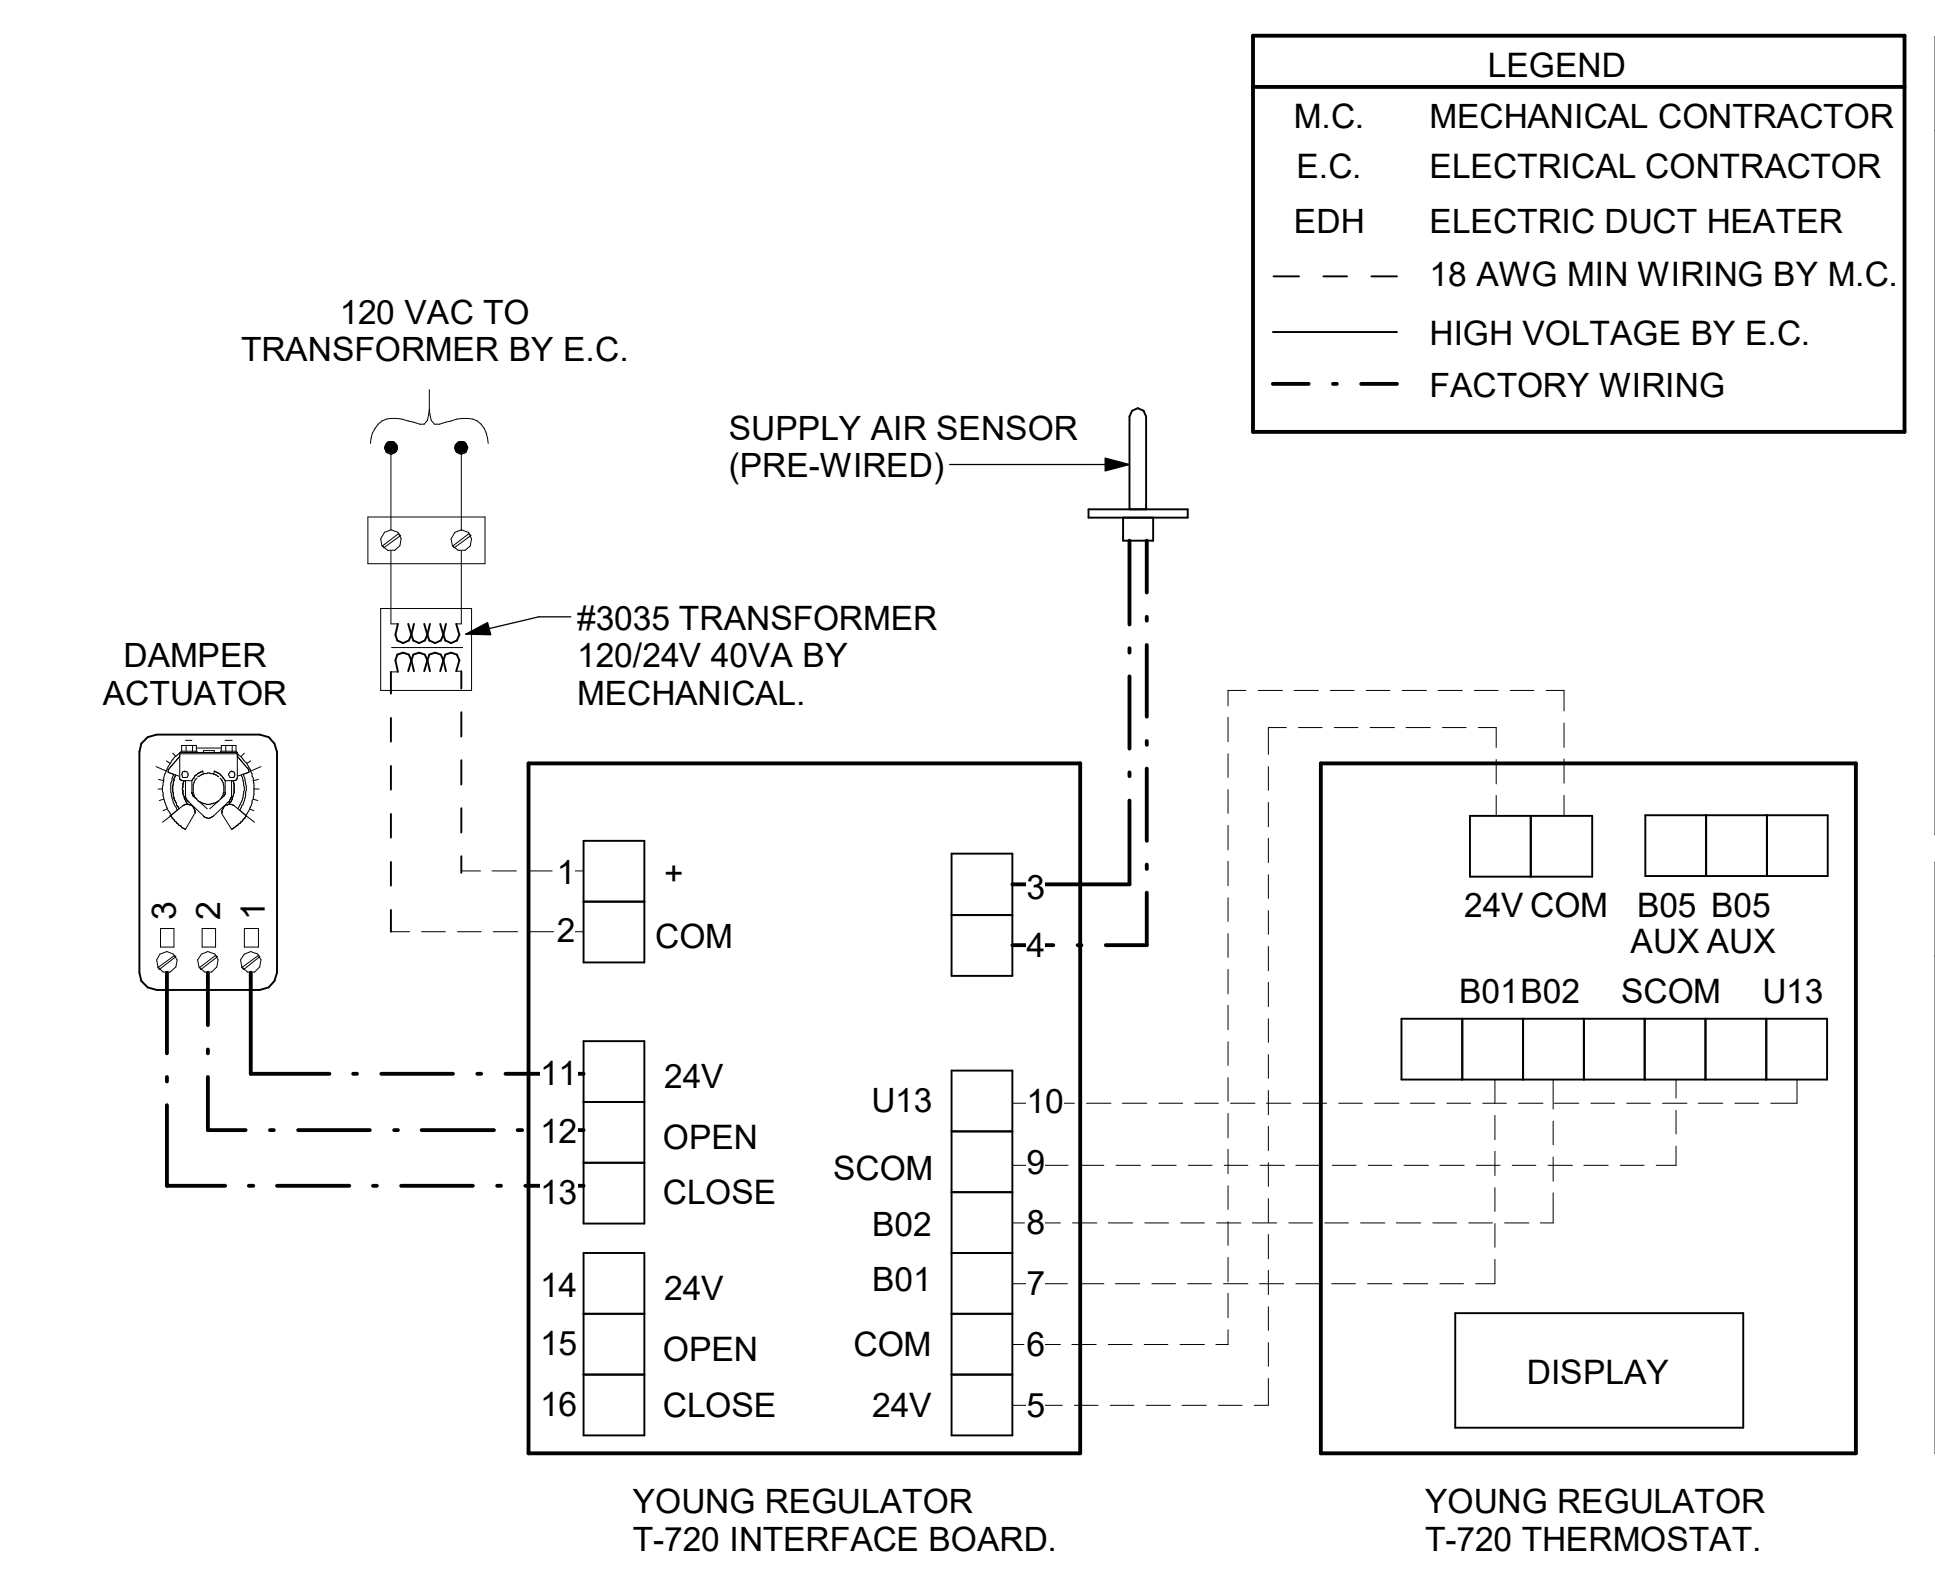 LEGEND
M.C. MECHANICAL CONTRACTOR
E.C. ELECTRICAL CONTRACTOR
EDH ELECTRIC DUCT HEATER
18 AWG MIN WIRING BY M.C.
HIGH VOLTAGE BY E.C.
FACTORY WIRING
120 VAC TO
TRANSFORMER BY E.C.
SUPPLY AIR SENSOR
(PRE-WIRED)
#3035 TRANSFORMER
120/24V 40VA BY
MECHANICAL.
DAMPER
ACTUATOR
3 2 1
1 +
2 COM
3
4
11 24V
12 OPEN
13 CLOSE
14 24V
15 OPEN
16 CLOSE
U13 10
SCOM 9
B02 8
B01 7
COM 6
24V 5
24V COM B05 B05
AUX AUX
B01 B02 SCOM U13
DISPLAY
YOUNG REGULATOR
T-720 INTERFACE BOARD.
YOUNG REGULATOR
T-720 THERMOSTAT.